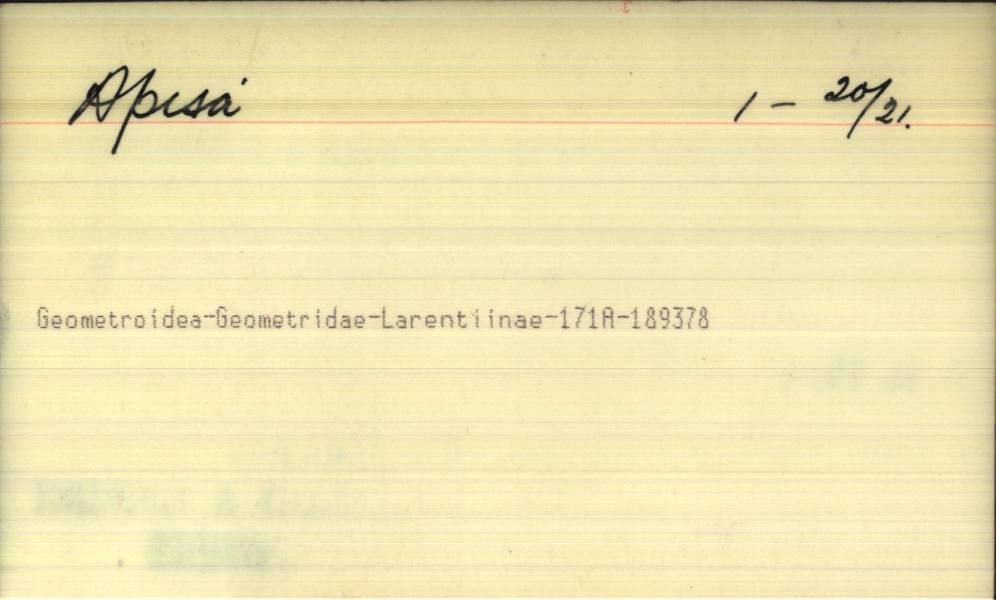 Apisa 1 - 20/21.
Geometroidea-Geometridae-Larentiinae-171A-189378